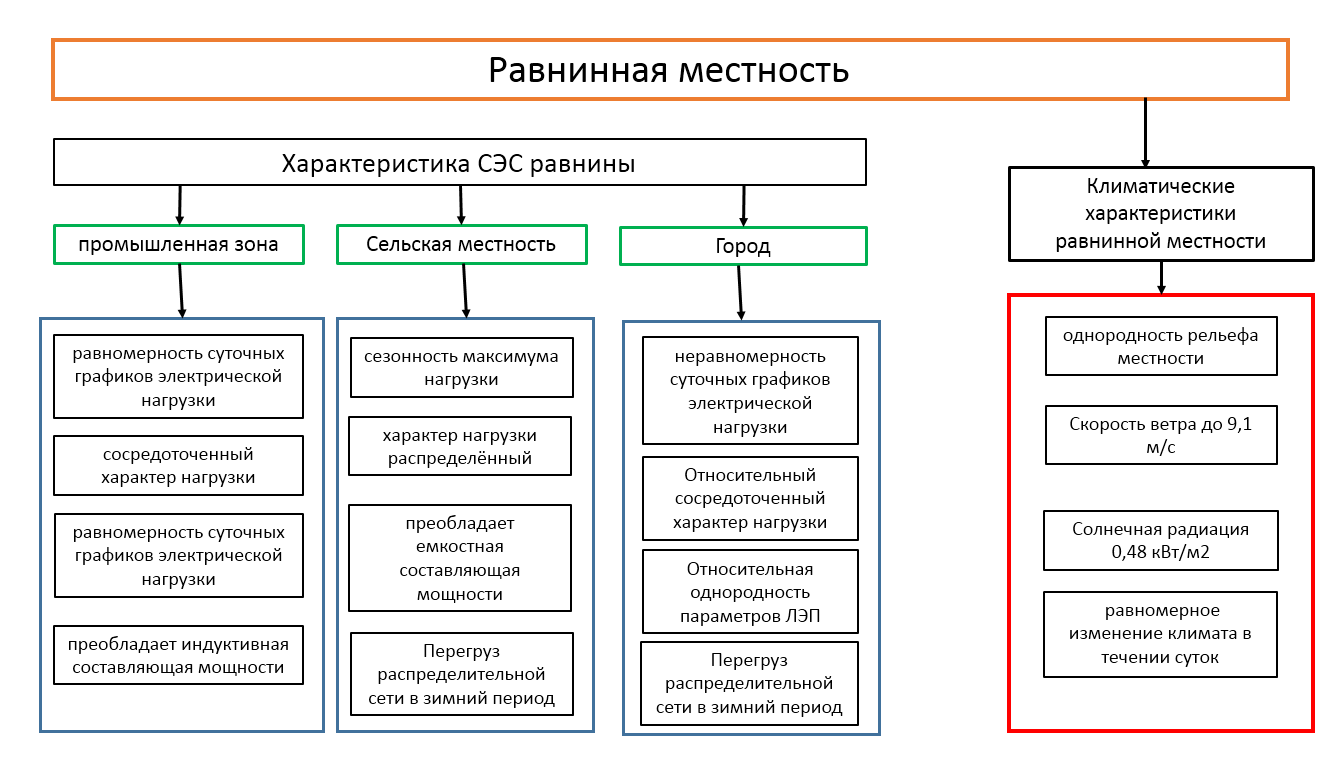 Равнинная местность
Характеристика СЭС равнины
промышленная зона
равномерность суточных
графиков электрической
нагрузки
сосредоточенный
характер нагрузки
равномерность суточных
графиков электрической
нагрузки
преобладает индуктивная
составляющая мощности
Сельская местность
сезонность максимума
нагрузки
характер нагрузки
распределённый
преобладает
емкостная
составляющая
мощности
Перегруз
распределительной
сети в зимний период
Город
неравномерность
суточных графиков
электрической
нагрузки
Относительный
сосредоточенный
характер нагрузки
Относительная
однородность
параметров ЛЭП
Перегруз
распределительной
сети в зимний период
Климатические
характеристики
равнинной местности
однородность рельефа
местности
Скорость ветра до 9,1
м/с
Солнечная радиация
0,48 кВт/м2
равномерное
изменение климата в
течении суток